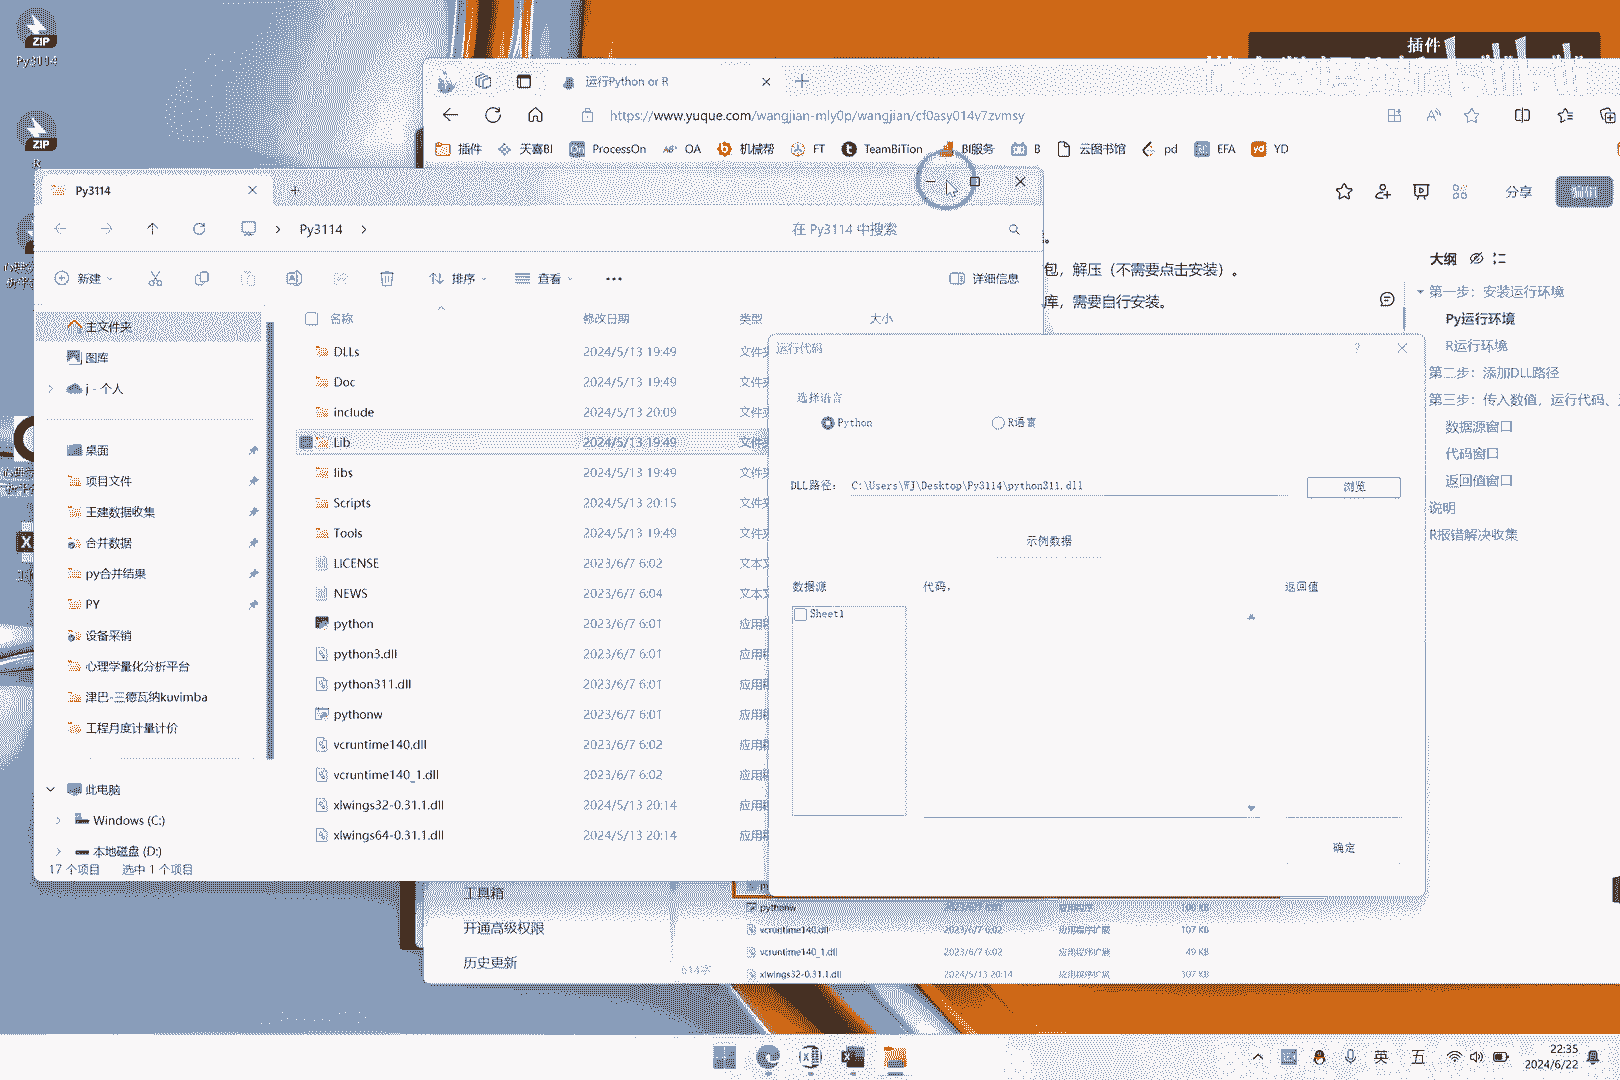 ZIP
Py3114
ZIP
R
插件
运行Python or R
https://www.yuque.com/wangjian-mly0p/wangjian/cf0asy014v7zvmsy
插件
天喜BI
ProcessOn
OA
机械帮
FT
TeamBiTion
BI服务
B
云图书馆
pd
EFA
YD
分享
编辑
包，解压（不需要点击安装）。
库，需要自行安装。
大纲
第一步：安装运行环境
Py运行环境
R运行环境
第二步：添加DLL路径
第三步：传入数值，运行代码、
数据源窗口
代码窗口
返回值窗口
说明
R报错解决收集
Py3114
Py3114
在 Py3114 中搜索
新建
排序
查看
详细信息
主文件夹
图库
j - 个人
桌面
项目文件
王建数据收集
合并数据
py合并结果
PY
设备采销
心理学量化分析平台
津巴-三德瓦纳kuvimba
工程月度计量计价
此电脑
Windows (C:)
本地磁盘 (D:)
17 个项目 选中 1 个项目
名称 修改日期 类型 大小
DLLs 2024/5/13 19:49 文件夹
Doc 2024/5/13 19:49 文件夹
include 2024/5/13 20:09 文件夹
Lib 2024/5/13 19:49 文件夹
libs 2024/5/13 19:49 文件夹
Scripts 2024/5/13 20:15 文件夹
Tools 2024/5/13 19:49 文件夹
LICENSE 2023/6/7 6:02 文本文
NEWS 2023/6/7 6:04 文本文
python 2023/6/7 6:01 应用
python3.dll 2023/6/7 6:01 应用
python311.dll 2023/6/7 6:01 应用
pythonw 2023/6/7 6:01 应用
vcruntime140.dll 2023/6/7 6:02 应用
vcruntime140_1.dll 2023/6/7 6:02 应用
xlwings32-0.31.1.dll 2024/5/13 20:14 应用
xlwings64-0.31.1.dll 2024/5/13 20:14 应用
运行代码
选择语言
Python
R语言
DLL路径：
C:\Users\WJ\Desktop\Py3114\python311.dll
浏览
示例数据
数据源
代码：
返回值
Sheet1
确定
工具箱
开通高级权限
历史更新
614字
pythonw 应用程序 100 KB
vcruntime140.dll 2023/6/7 6:02 应用程序扩展 107 KB
vcruntime140_1.dll 2023/6/7 6:02 应用程序扩展 49 KB
xlwings32-0.31.1.dll 2024/5/13 20:14 应用程序扩展 307 KB
英
五
22:35
2024/6/22